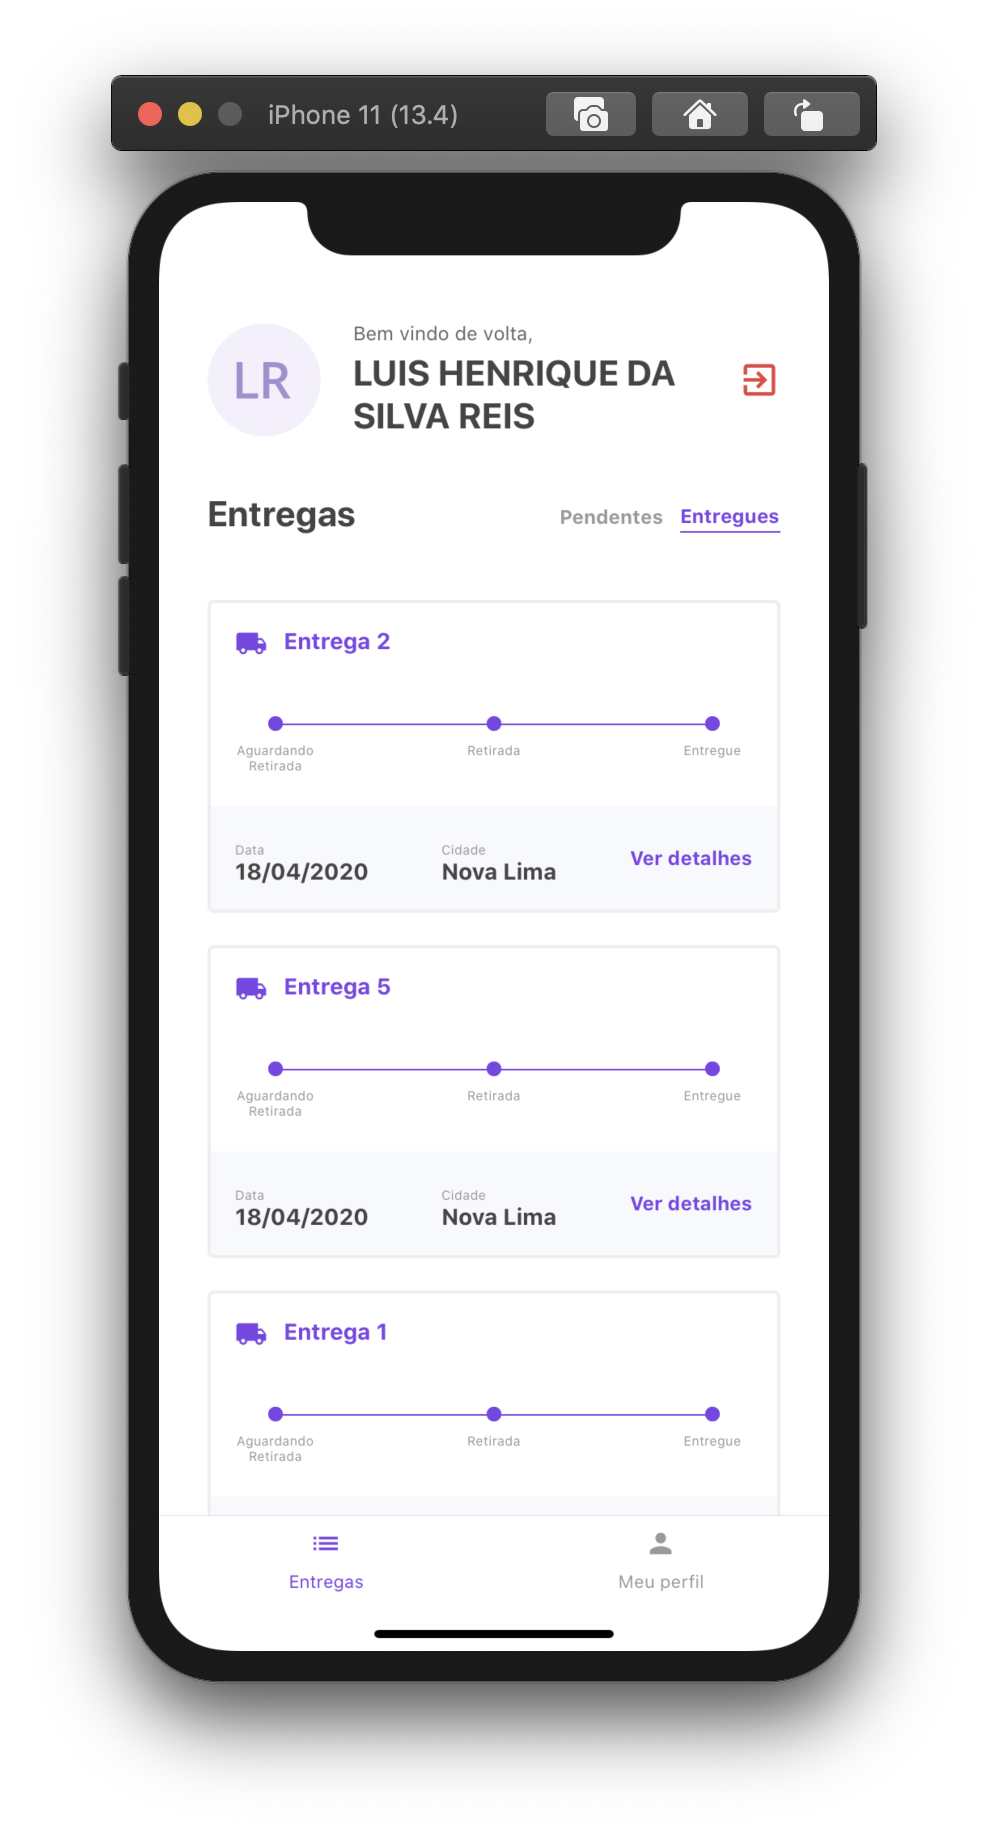 iPhone 11 (13.4)
LR
Bem vindo de volta,
LUIS HENRIQUE DA
SILVA REIS
Entregas
Pendentes Entregues
Entrega 2
Aguardando
Retirada
Retirada
Entregue
Data
18/04/2020
Cidade
Nova Lima
Ver detalhes
Entrega 5
Aguardando
Retirada
Retirada
Entregue
Data
18/04/2020
Cidade
Nova Lima
Ver detalhes
Entrega 1
Aguardando
Retirada
Retirada
Entregue
Entregas
Meu perfil